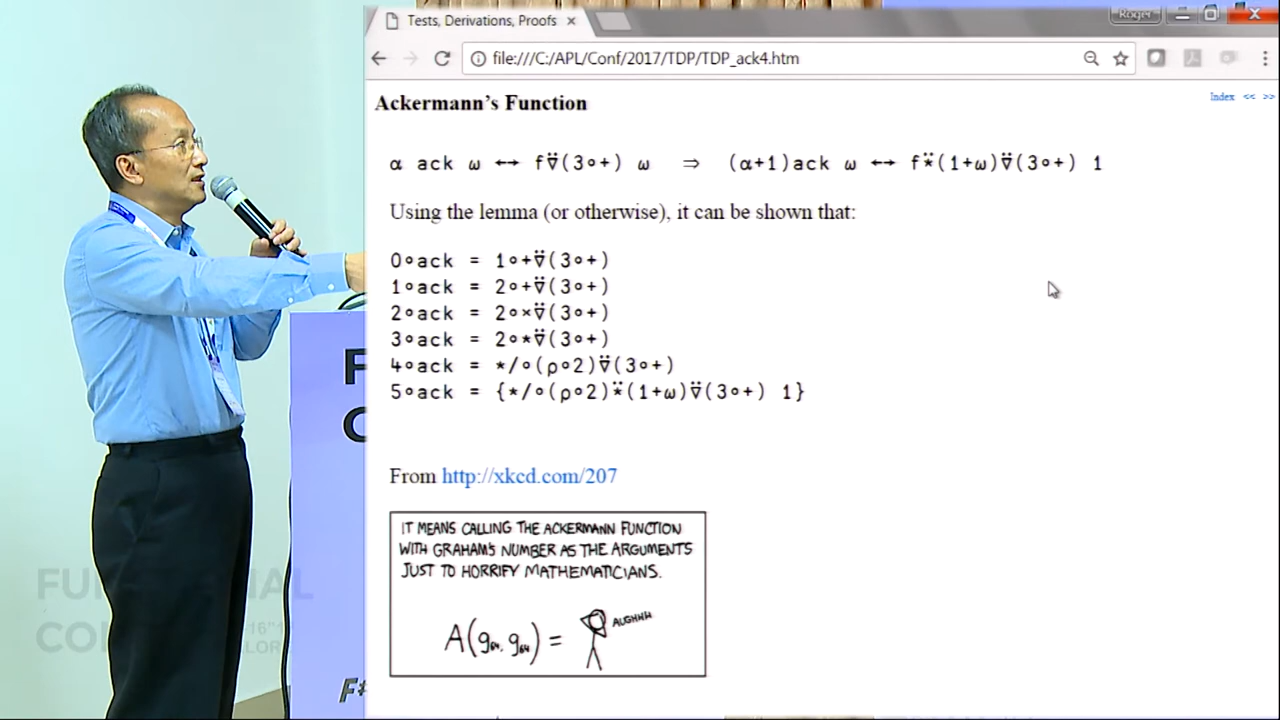 Tests, Derivations, Proofs
Roger
file:///C:/APL/Conf/2017/TDP/TDP_ack4.htm
Ackermann's Function
Index << >>
⍺ ack ⍵ ↔ f⍢(3∘+) ⍵ ⇒ (⍺+1)ack ⍵ ↔ f⍣(1+⍵)⍢(3∘+) 1
Using the lemma (or otherwise), it can be shown that:
0∘ack = 1∘+⍢(3∘+)
1∘ack = 2∘+⍢(3∘+)
2∘ack = 2∘×⍢(3∘+)
3∘ack = 2∘*⍢(3∘+)
4∘ack = */∘(⍴∘2)⍢(3∘+)
5∘ack = {*/∘(⍴∘2)⍣(1+⍵)⍢(3∘+) 1}
From http://xkcd.com/207
IT MEANS CALLING THE ACKERMANN FUNCTION
WITH GRAHAM'S NUMBER AS THE ARGUMENTS
JUST TO HORRIFY MATHEMATICIANS.
A(g64, g64) =
AUGHHH
F
C
FUNCTIONAL
CO
F#